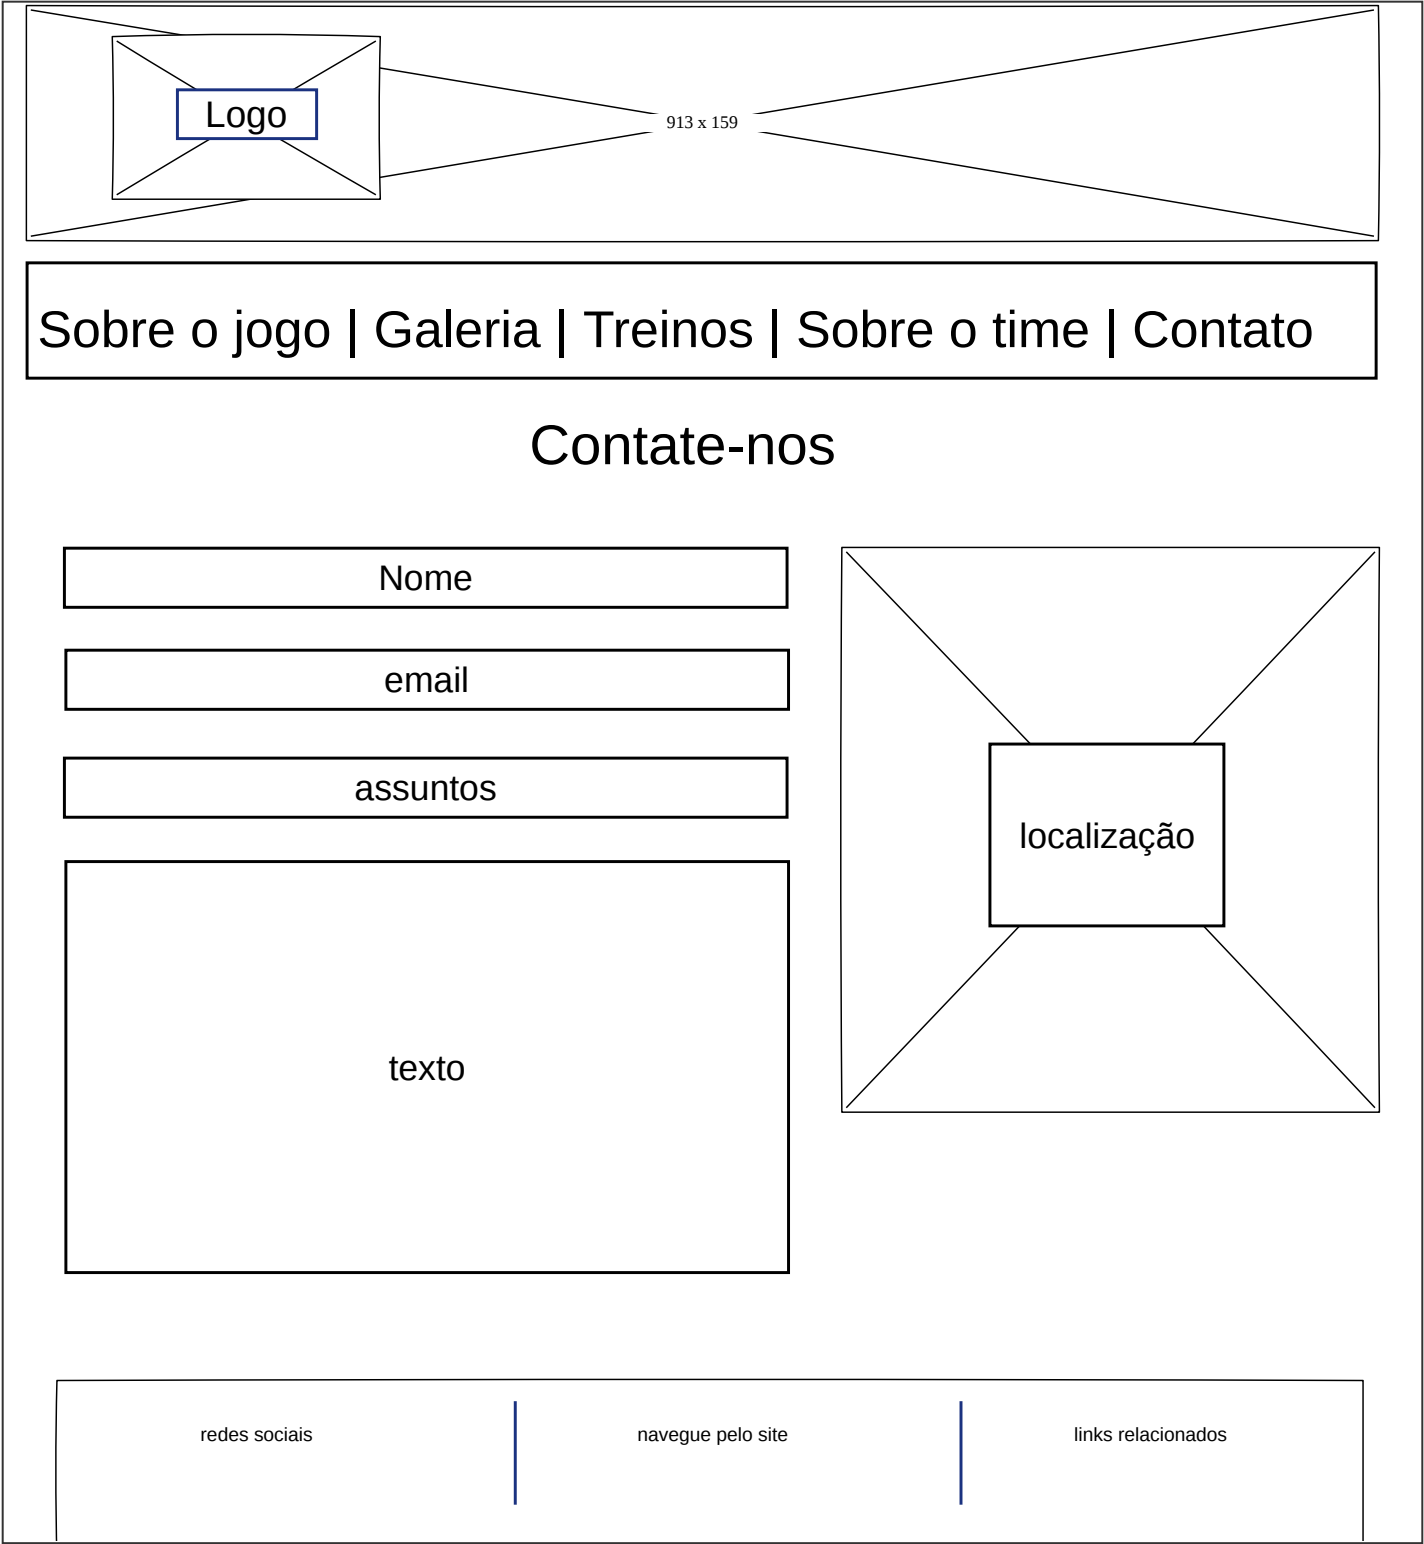 Logo
913 x 159
Sobre o jogo | Galeria | Treinos | Sobre o time | Contato
Contate-nos
Nome
email
assuntos
localização
texto
redes sociais
navegue pelo site
links relacionados